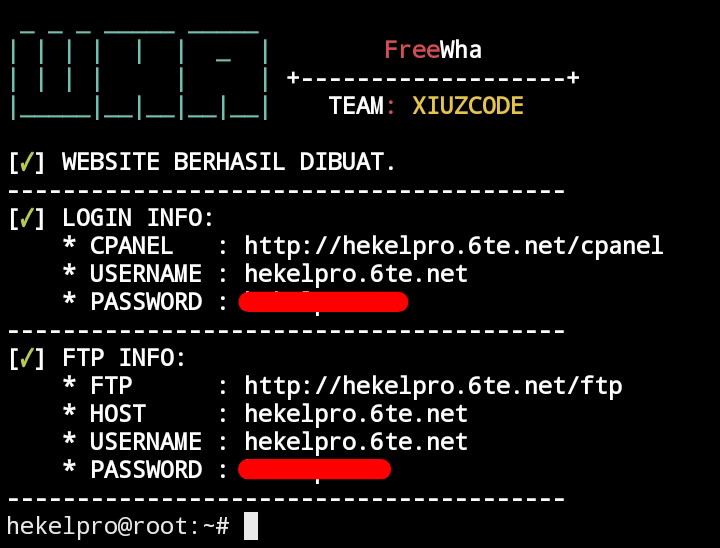 WHA
FreeWha
+-------------------+
TEAM: XIUZCODE
[✓] WEBSITE BERHASIL DIBUAT.
----------------------------------------
[✓] LOGIN INFO:
* CPANEL : http://hekelpro.6te.net/cpanel
* USERNAME : hekelpro.6te.net
* PASSWORD :
----------------------------------------
[✓] FTP INFO:
* FTP : http://hekelpro.6te.net/ftp
* HOST : hekelpro.6te.net
* USERNAME : hekelpro.6te.net
* PASSWORD :
----------------------------------------
hekelpro@root:~#